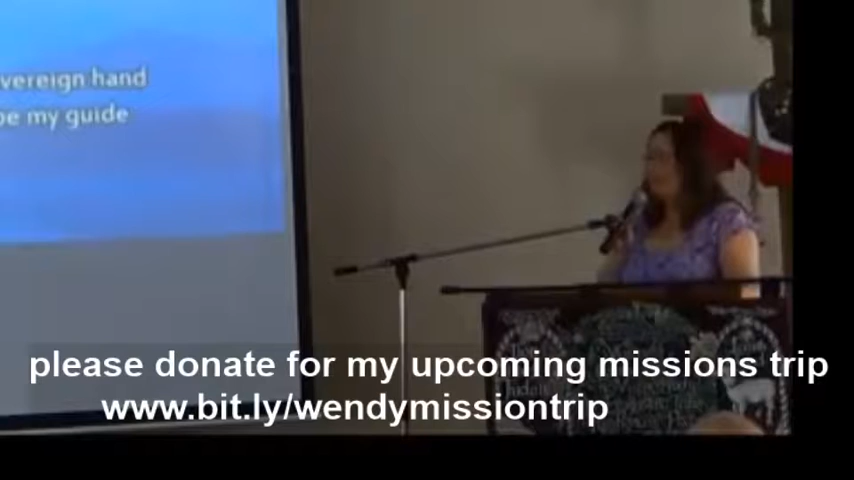 vereign hand
be my guide
please donate for my upcoming missions trip
www.bit.ly/wendymissiontrip